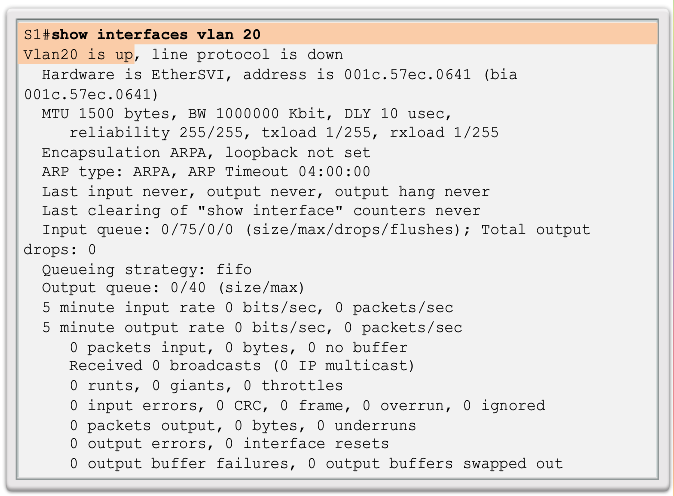 S1#show interfaces vlan 20
Vlan20 is up, line protocol is down
Hardware is EtherSVI, address is 001c.57ec.0641 (bia
001c.57ec.0641)
MTU 1500 bytes, BW 1000000 Kbit, DLY 10 usec,
reliability 255/255, txload 1/255, rxload 1/255
Encapsulation ARPA, loopback not set
ARP type: ARPA, ARP Timeout 04:00:00
Last input never, output never, output hang never
Last clearing of "show interface" counters never
Input queue: 0/75/0/0 (size/max/drops/flushes); Total output
drops: 0
Queueing strategy: fifo
Output queue: 0/40 (size/max)
5 minute input rate 0 bits/sec, 0 packets/sec
5 minute output rate 0 bits/sec, 0 packets/sec
0 packets input, 0 bytes, 0 no buffer
Received 0 broadcasts (0 IP multicast)
0 runts, 0 giants, 0 throttles
0 input errors, 0 CRC, 0 frame, 0 overrun, 0 ignored
0 packets output, 0 bytes, 0 underruns
0 output errors, 0 interface resets
0 output buffer failures, 0 output buffers swapped out